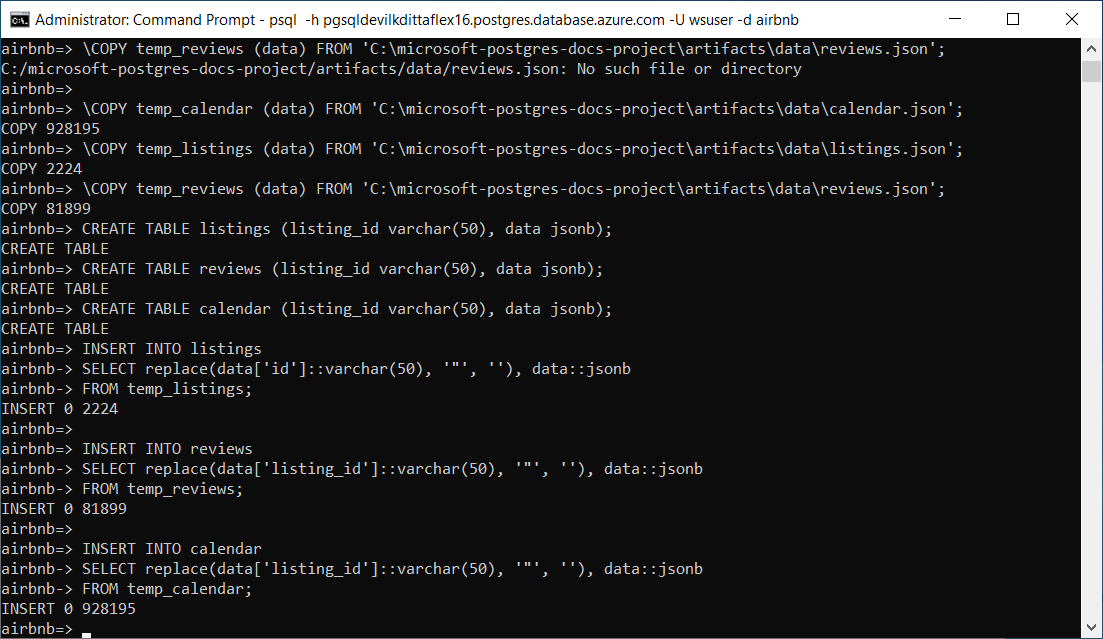 Administrator: Command Prompt - psql  -h pgsqldevilkdittaflex16.postgres.database.azure.com -U wsuser -d airbnb
airbnb=> \COPY temp_reviews (data) FROM 'C:\microsoft-postgres-docs-project\artifacts\data\reviews.json';
C:/microsoft-postgres-docs-project/artifacts/data/reviews.json: No such file or directory
airbnb=>
airbnb=> \COPY temp_calendar (data) FROM 'C:\microsoft-postgres-docs-project\artifacts\data\calendar.json';
COPY 928195
airbnb=> \COPY temp_listings (data) FROM 'C:\microsoft-postgres-docs-project\artifacts\data\listings.json';
COPY 2224
airbnb=> \COPY temp_reviews (data) FROM 'C:\microsoft-postgres-docs-project\artifacts\data\reviews.json';
COPY 81899
airbnb=> CREATE TABLE listings (listing_id varchar(50), data jsonb);
CREATE TABLE
airbnb=> CREATE TABLE reviews (listing_id varchar(50), data jsonb);
CREATE TABLE
airbnb=> CREATE TABLE calendar (listing_id varchar(50), data jsonb);
CREATE TABLE
airbnb=> INSERT INTO listings
airbnb-> SELECT replace(data['id']::varchar(50), '"', ''), data::jsonb
airbnb-> FROM temp_listings;
INSERT 0 2224
airbnb=>
airbnb=> INSERT INTO reviews
airbnb-> SELECT replace(data['listing_id']::varchar(50), '"', ''), data::jsonb
airbnb-> FROM temp_reviews;
INSERT 0 81899
airbnb=>
airbnb=> INSERT INTO calendar
airbnb-> SELECT replace(data['listing_id']::varchar(50), '"', ''), data::jsonb
airbnb-> FROM temp_calendar;
INSERT 0 928195
airbnb=>